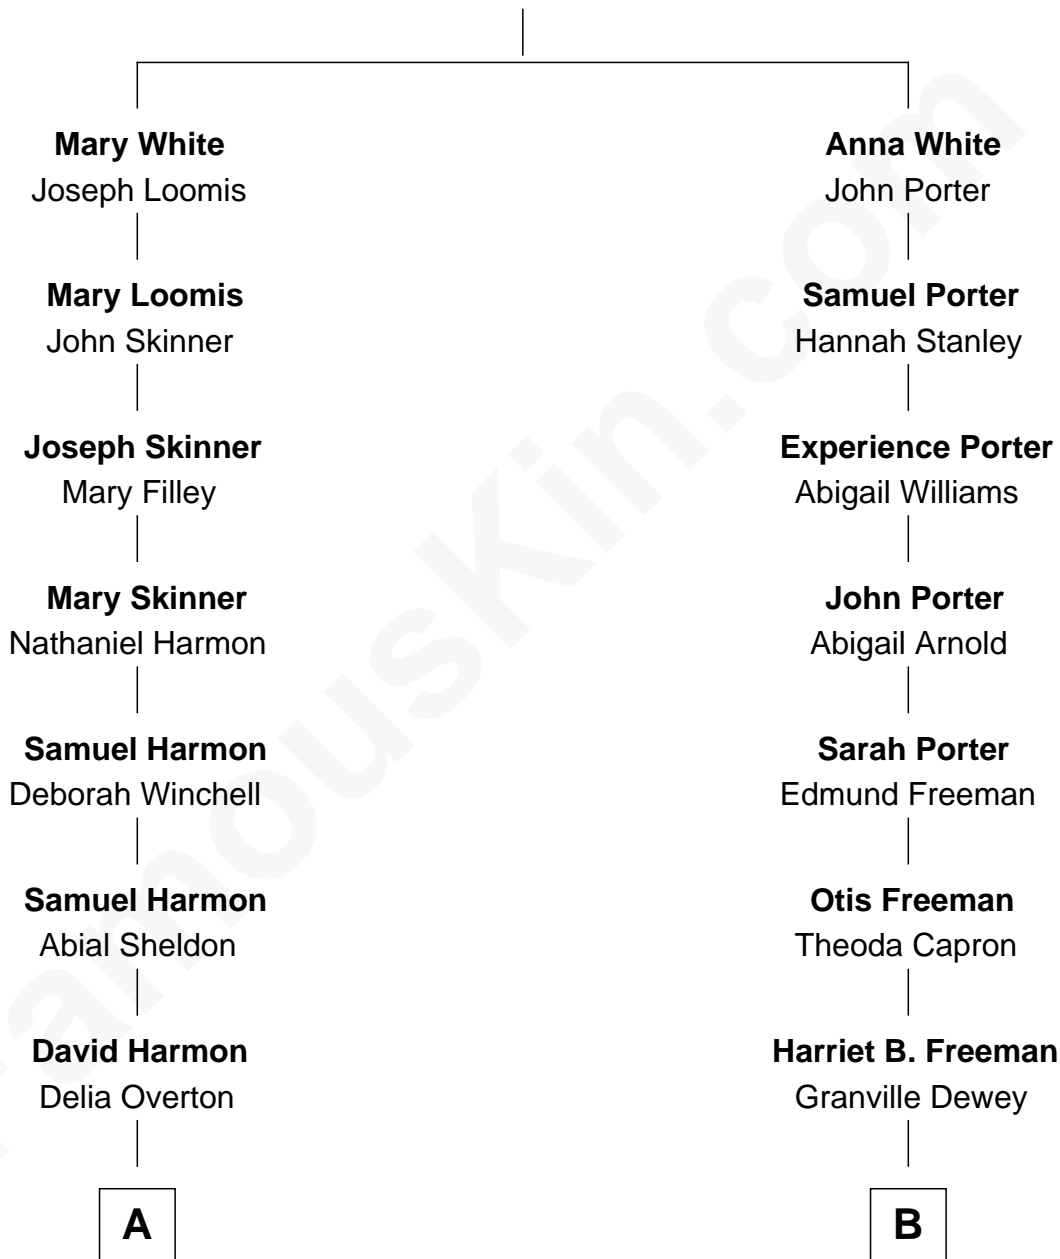 Mary White
Joseph Loomis
Mary Loomis
John Skinner
Joseph Skinner
Mary Filley
Mary Skinner
Nathaniel Harmon
Samuel Harmon
Deborah Winchell
Samuel Harmon
Abial Sheldon
David Harmon
Delia Overton
A
Anna White
John Porter
Samuel Porter
Hannah Stanley
Experience Porter
Abigail Williams
John Porter
Abigail Arnold
Sarah Porter
Edmund Freeman
Otis Freeman
Theoda Capron
Harriet B. Freeman
Granville Dewey
B
FamousKin.com